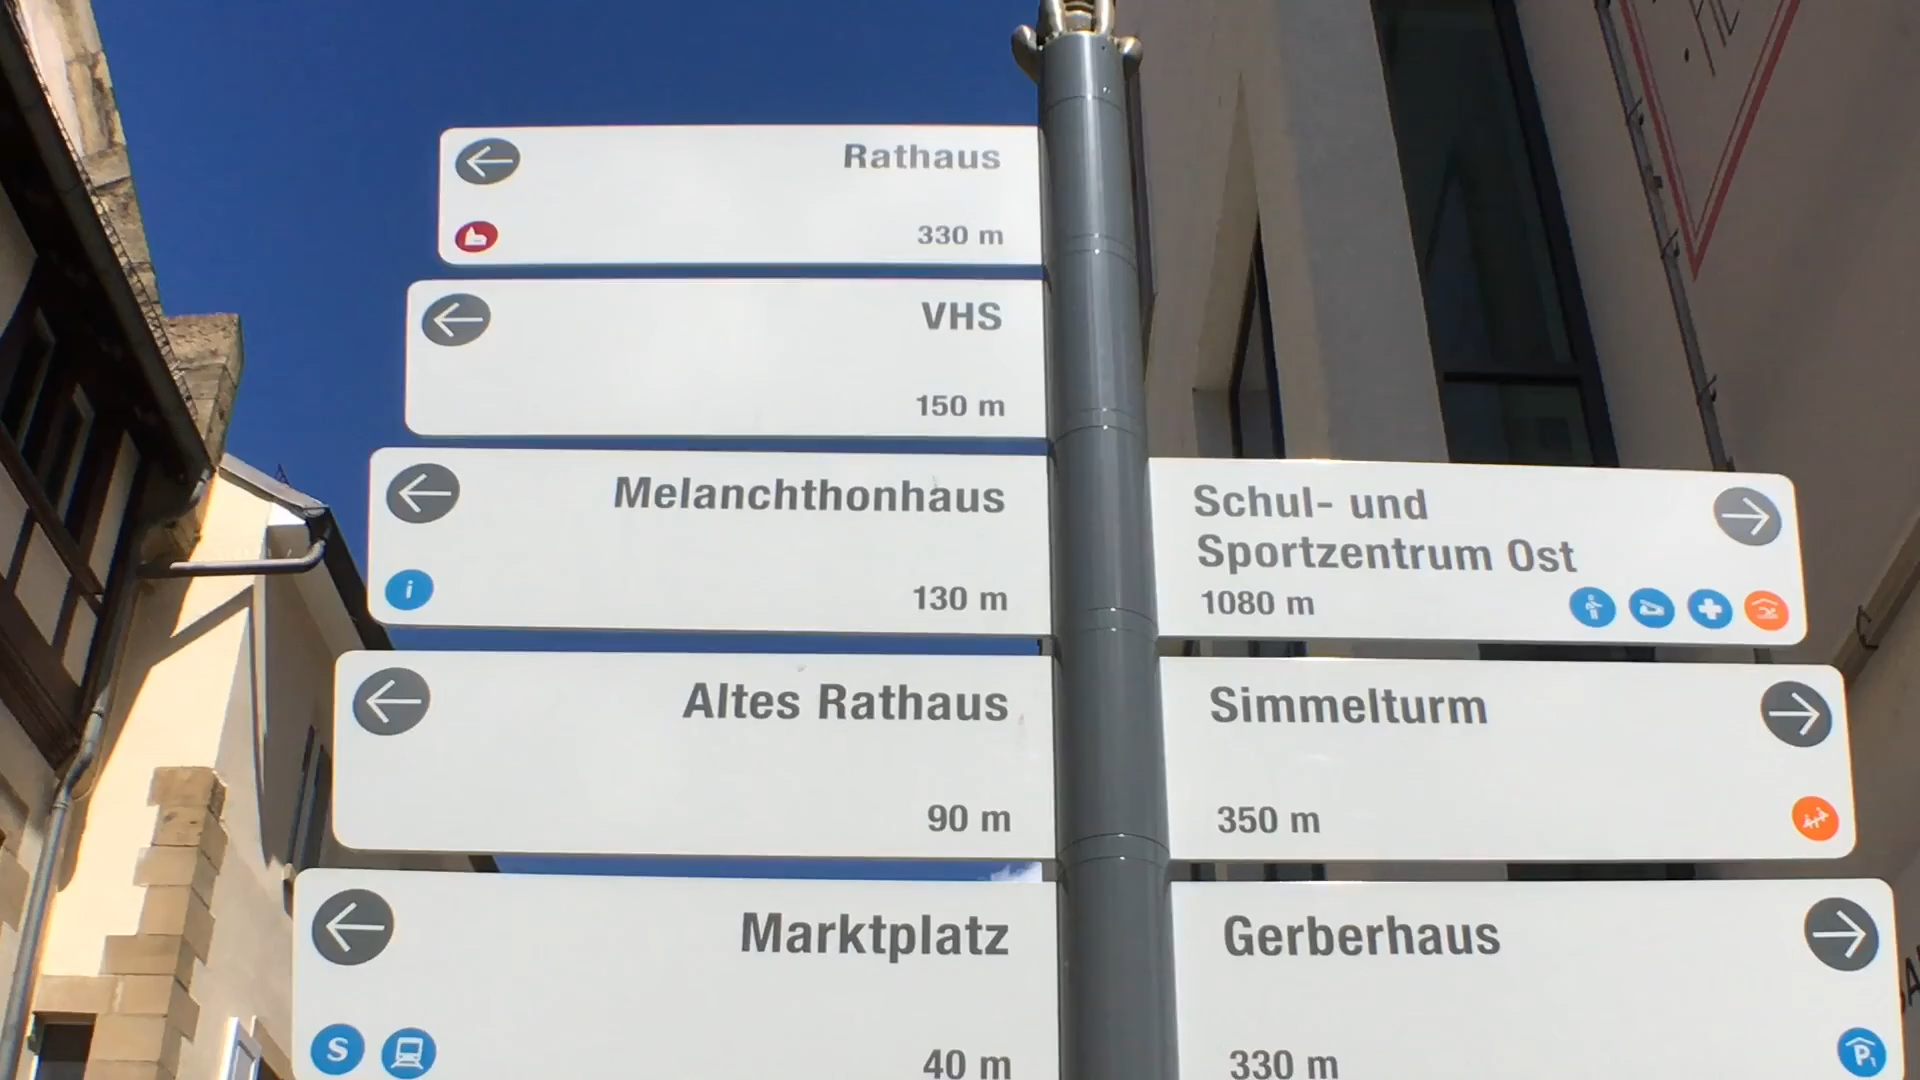 Rathaus
330 m
VHS
150 m
Melanchthonhaus
i
130 m
Altes Rathaus
90 m
Marktplatz
S
40 m
Schul- und
Sportzentrum Ost
1080 m
Simmelturm
350 m
Gerberhaus
330 m
P1